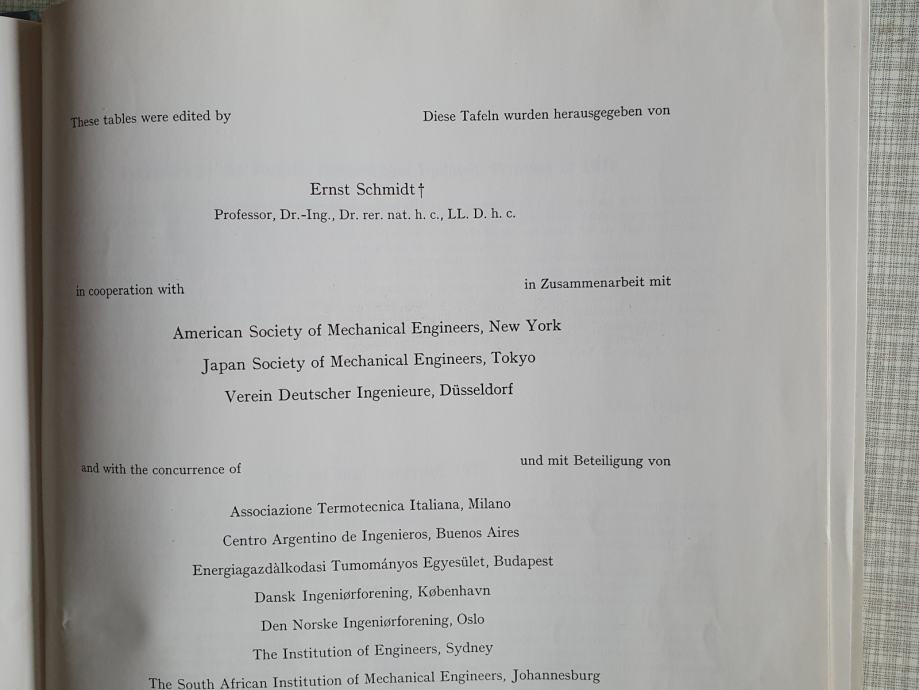 These tables were edited by Diese Tafeln wurden herausgegeben von
Ernst Schmidt†
Professor, Dr.-Ing., Dr. rer. nat. h. c., LL. D. h. c.
in cooperation with in Zusammenarbeit mit
American Society of Mechanical Engineers, New York
Japan Society of Mechanical Engineers, Tokyo
Verein Deutscher Ingenieure, Düsseldorf
and with the concurrence of und mit Beteiligung von
Associazione Termotecnica Italiana, Milano
Centro Argentino de Ingenieros, Buenos Aires
Energiagazdàlkodasi Tumományos Egyesület, Budapest
Dansk Ingeniørforening, København
Den Norske Ingeniørforening, Oslo
The Institution of Engineers, Sydney
The South African Institution of Mechanical Engineers, Johannesburg